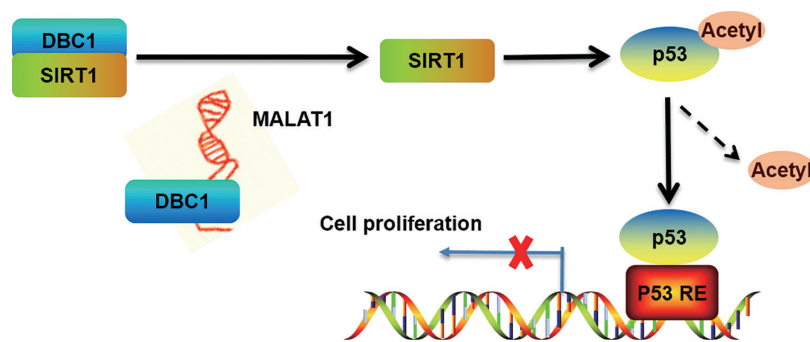 DBC1
SIRT1
SIRT1
p53
Acetyl
MALAT1
DBC1
Acetyl
Cell proliferation
p53
P53 RE